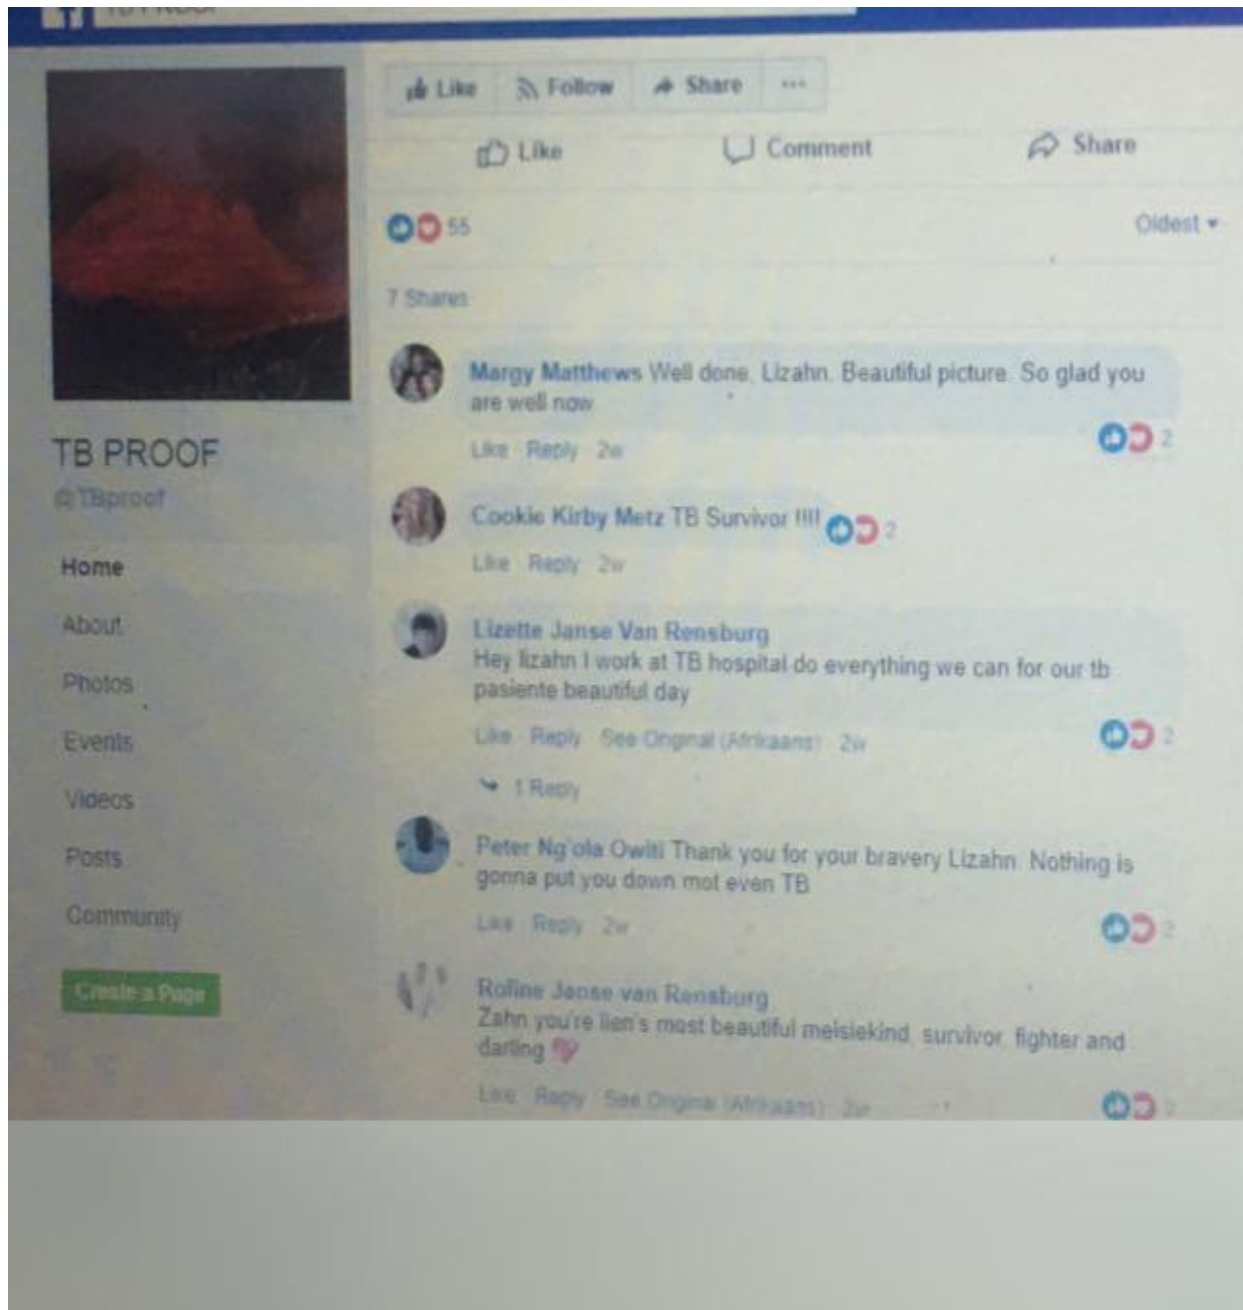 TB PROOF
Like Follow Share ...
Like Comment Share
55
Oldest
7 Shares
Margy Matthews Well done, Lizahn. Beautiful picture. So glad you
are well now
2
Like Reply 2w
Cookie Kirby Metz TB Survivor !!!! 2
Like Reply 2w
Lizette Janse Van Rensburg
Hey lizahn I work at TB hospital do everything we can for our tb
pasiente beautiful day
Like Reply See Original (Afrikaans) 2w
2
1 Reply
Peter Ng'ola Owiti Thank you for your bravery Lizahn. Nothing is
gonna put you down mot even TB
Like Reply 2w
2
Roline Janse van Rensburg
Zahn you're lien's most beautiful meisiekind, survivor, fighter and
darling
Like Reply See Original (Afrikaans) 2w
2
TB PROOF
@TBproof
Home
About
Photos
Events
Videos
Posts
Community
Create a Page